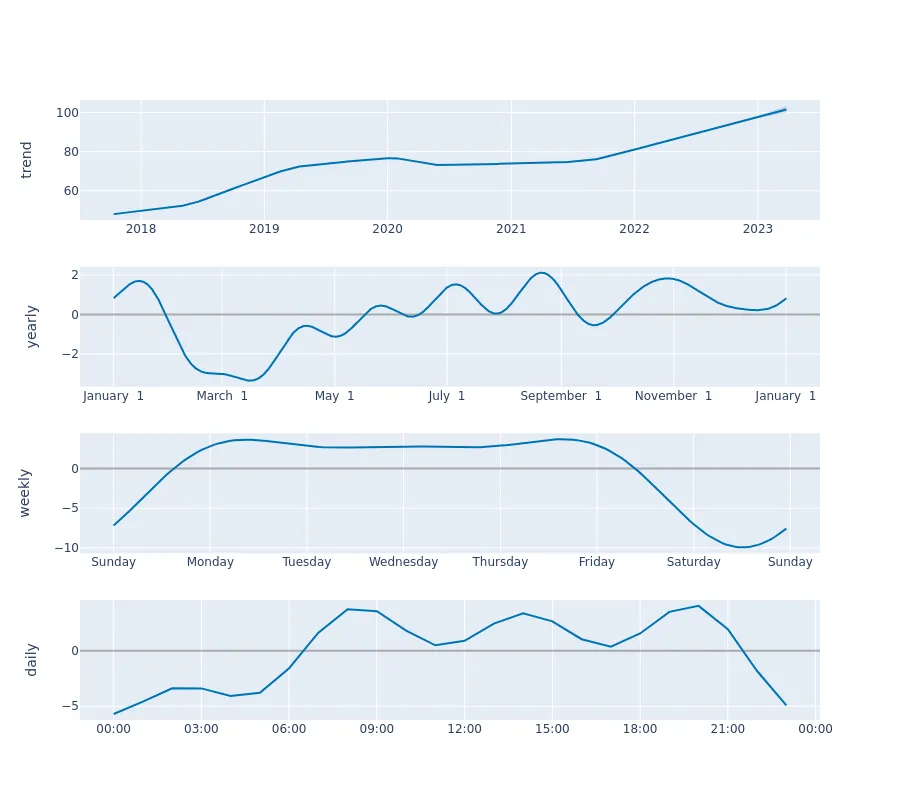 trend
100
80
60
2018 2019 2020 2021 2022 2023
yearly
2
0
−2
January 1 March 1 May 1 July 1 September 1 November 1 January 1
weekly
0
−5
−10
Sunday Monday Tuesday Wednesday Thursday Friday Saturday Sunday
daily
0
−5
00:00 03:00 06:00 09:00 12:00 15:00 18:00 21:00 00:00